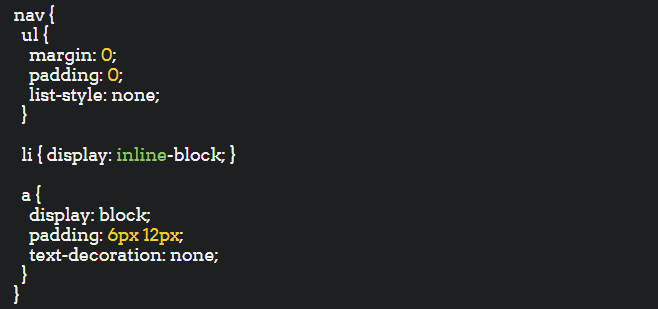 nav {
ul {
margin: 0;
padding: 0;
list-style: none;
}
li { display: inline-block; }
a {
display: block;
padding: 6px 12px;
text-decoration: none;
}
}